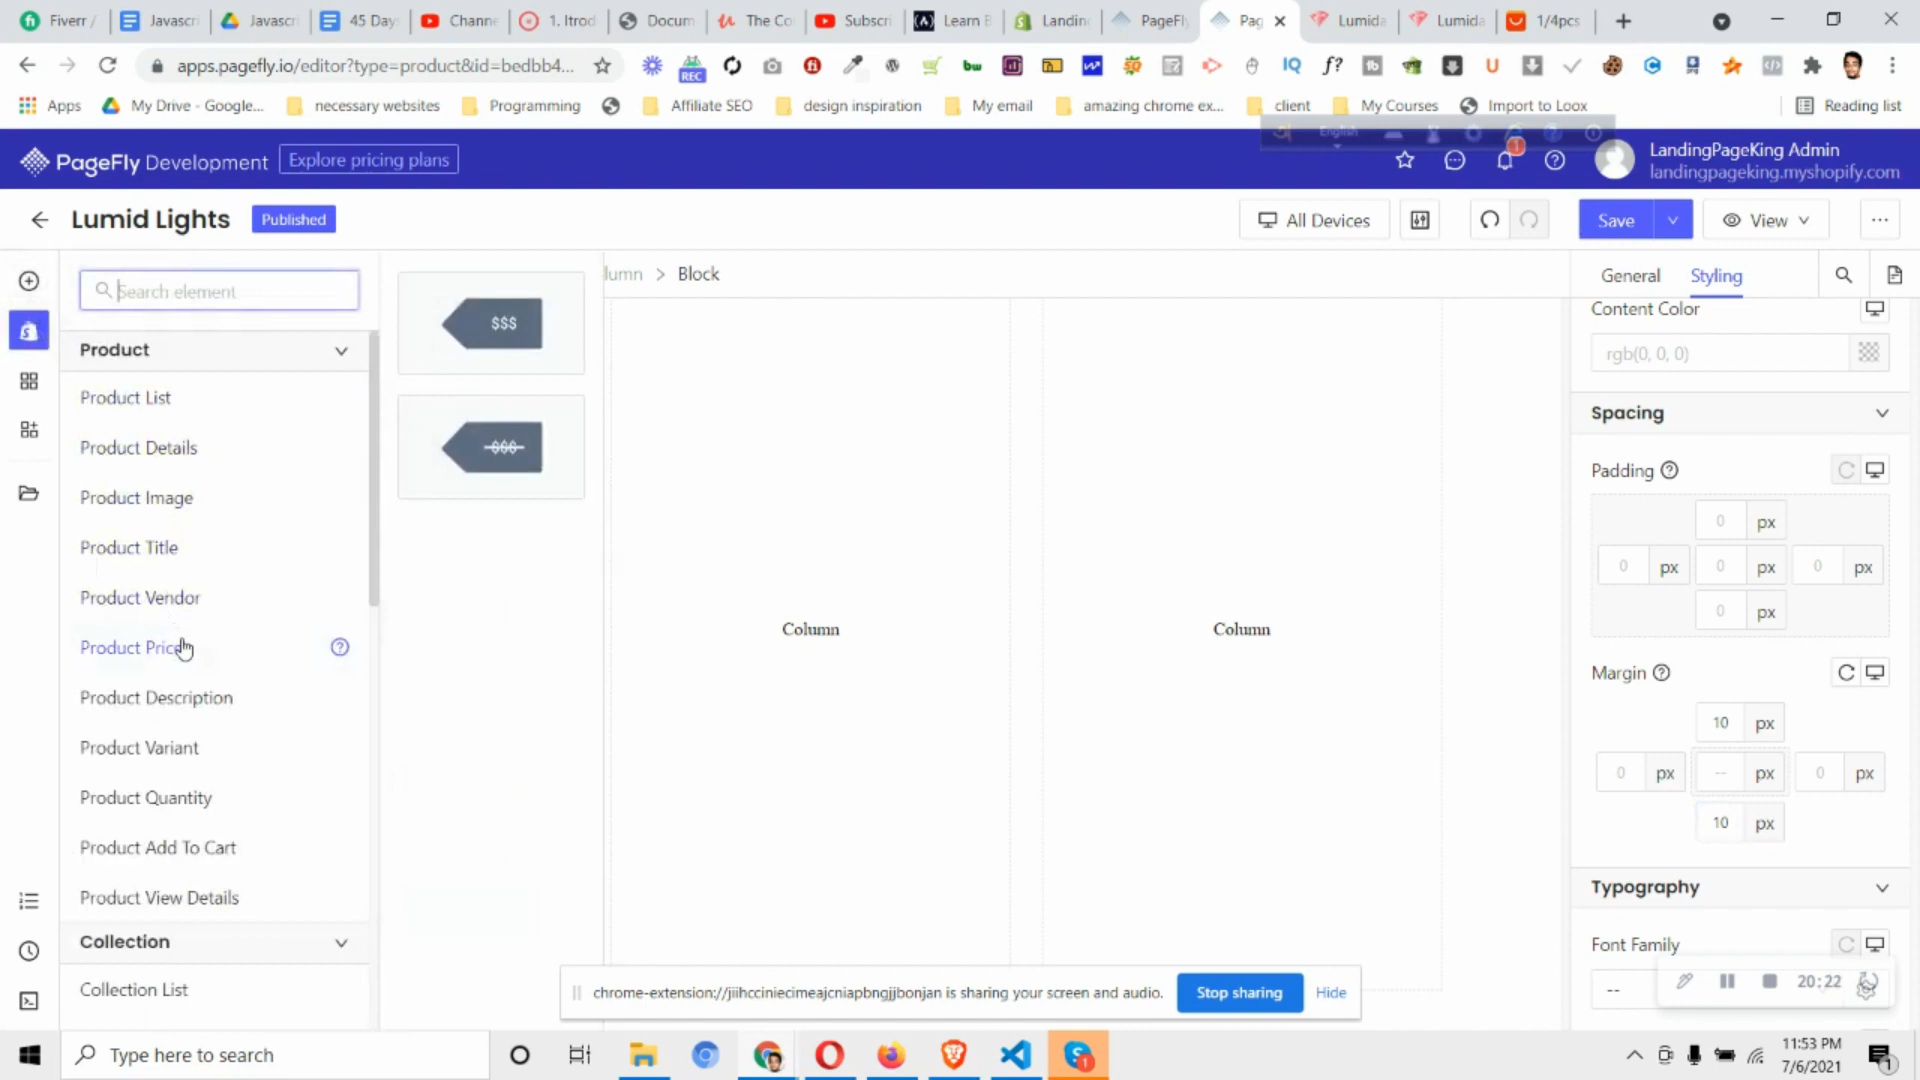 Fiverr /
Javascri
Javascri
45 Day
Chann
1. Itrod
Docum
The Co
Subscri
Learn
Landin
PageFl
Pag
Lumida
Lumida
1/4pcs
apps.pagefly.io/editor?type=product&id=bedbb4...
REC
Apps
My Drive - Google...
necessary websites
Programming
Affiliate SEO
design inspiration
My email
amazing chrome ex...
client
My Courses
Import to Loox
Reading list
English
PageFly Development
Explore pricing plans
1
LandingPageKing Admin
landingpageking.myshopify.com
Lumid Lights
Published
All Devices
Save
View
Search element
lumn > Block
General
Styling
Product
Product List
Product Details
Product Image
Product Title
Product Vendor
Product Price
Product Description
Product Variant
Product Quantity
Product Add To Cart
Product View Details
Collection
Collection List
$$$
$$$
Column
Column
Content Color
rgb(0, 0, 0)
Spacing
Padding
0 px
0 px 0 px 0 px
0 px
Margin
10 px
0 px -- px 0 px
10 px
Typography
Font Family
--
20:22
chrome-extension://jiihcciniecimeajcniapbngjjbonjan is sharing your screen and audio.
Stop sharing
Hide
Type here to search
11:53 PM
7/6/2021